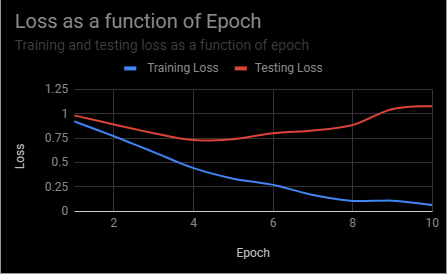 Loss as a function of Epoch
Training and testing loss as a function of epoch
Training Loss Testing Loss
1.25
1
0.75
0.5
0.25
0
Loss
2 4 6 8 10
Epoch